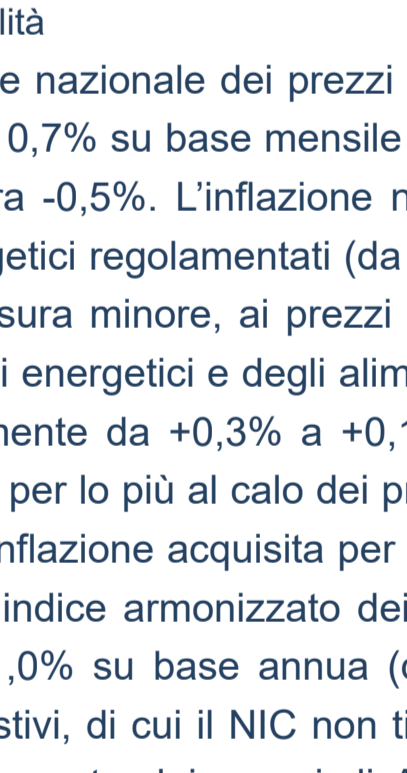 lità
e nazionale dei prezzi
0,7% su base mensile
ra -0,5%. L’inflazione n
getici regolamentati (da
sura minore, ai prezzi
i energetici e degli alim
mente da +0,3% a +0,
per lo più al calo dei p
nflazione acquisita per
indice armonizzato dei
,0% su base annua (
stivi, di cui il NIC non ti